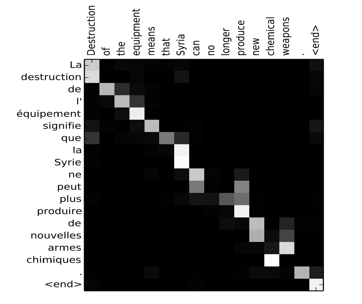 Destruction
of
the
equipment
means
that
Syria
can
no
longer
produce
new
chemical
weapons
.
<end>
La
destruction
de
l'
équipement
signifie
que
la
Syrie
ne
peut
plus
produire
de
nouvelles
armes
chimiques
.
<end>